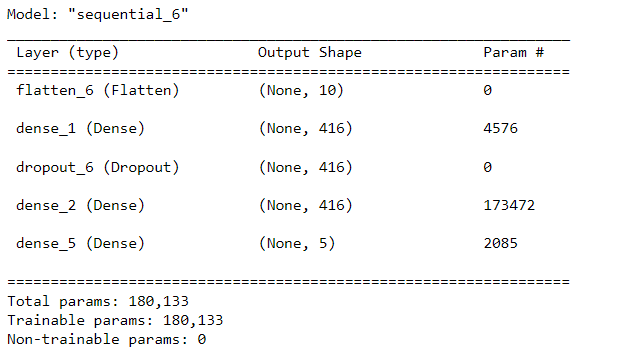 Model: "sequential_6"
_________________________________________________________________
Layer (type)                Output Shape              Param #
=================================================================
flatten_6 (Flatten)         (None, 10)                0
dense_1 (Dense)             (None, 416)               4576
dropout_6 (Dropout)         (None, 416)               0
dense_2 (Dense)             (None, 416)               173472
dense_5 (Dense)             (None, 5)                 2085
=================================================================
Total params: 180,133
Trainable params: 180,133
Non-trainable params: 0